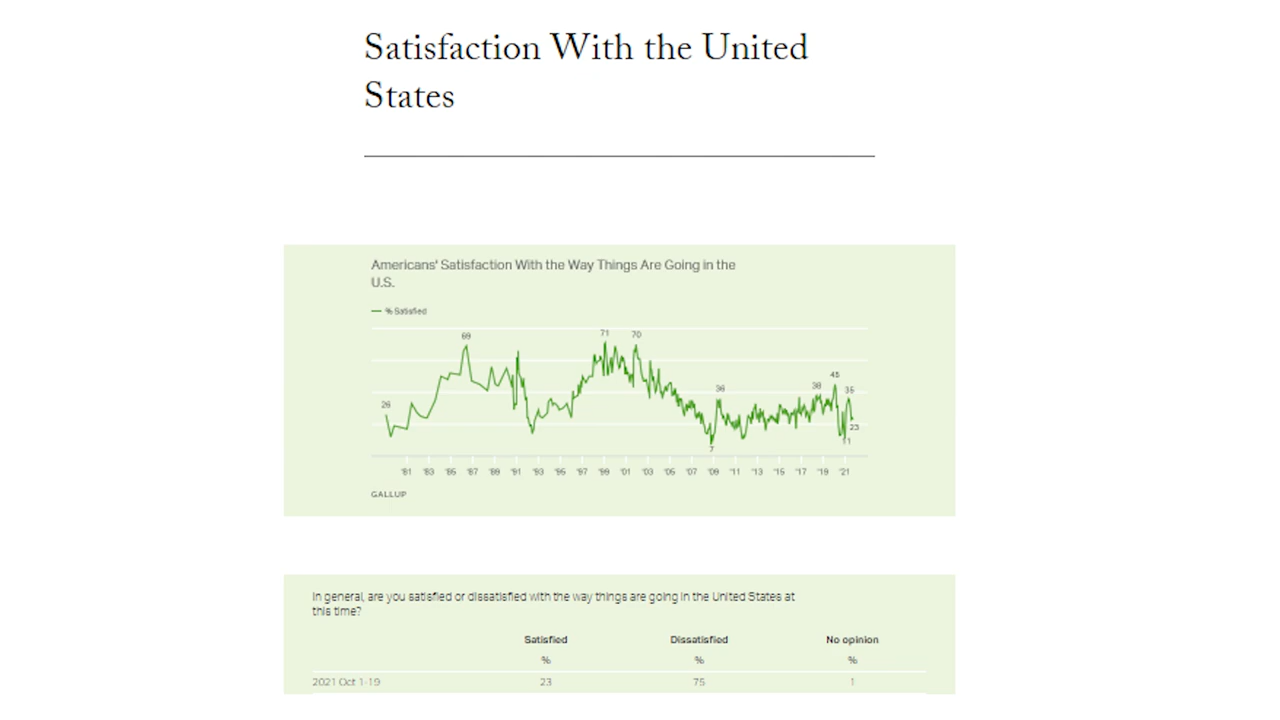 Satisfaction With the United
States
Americans' Satisfaction With the Way Things Are Going in the
U.S.
% Satisfied
69
71
70
26
36
38
45
35
23
11
7
'81 '83 '85 '87 '89 '91 '93 '95 '97 '99 '01 '03 '05 '07 '09 '11 '13 '15 '17 '19 '21
GALLUP
In general, are you satisfied or dissatisfied with the way things are going in the United States at
this time?
Satisfied Dissatisfied No opinion
% % %
2021 Oct 1-19 23 75 1